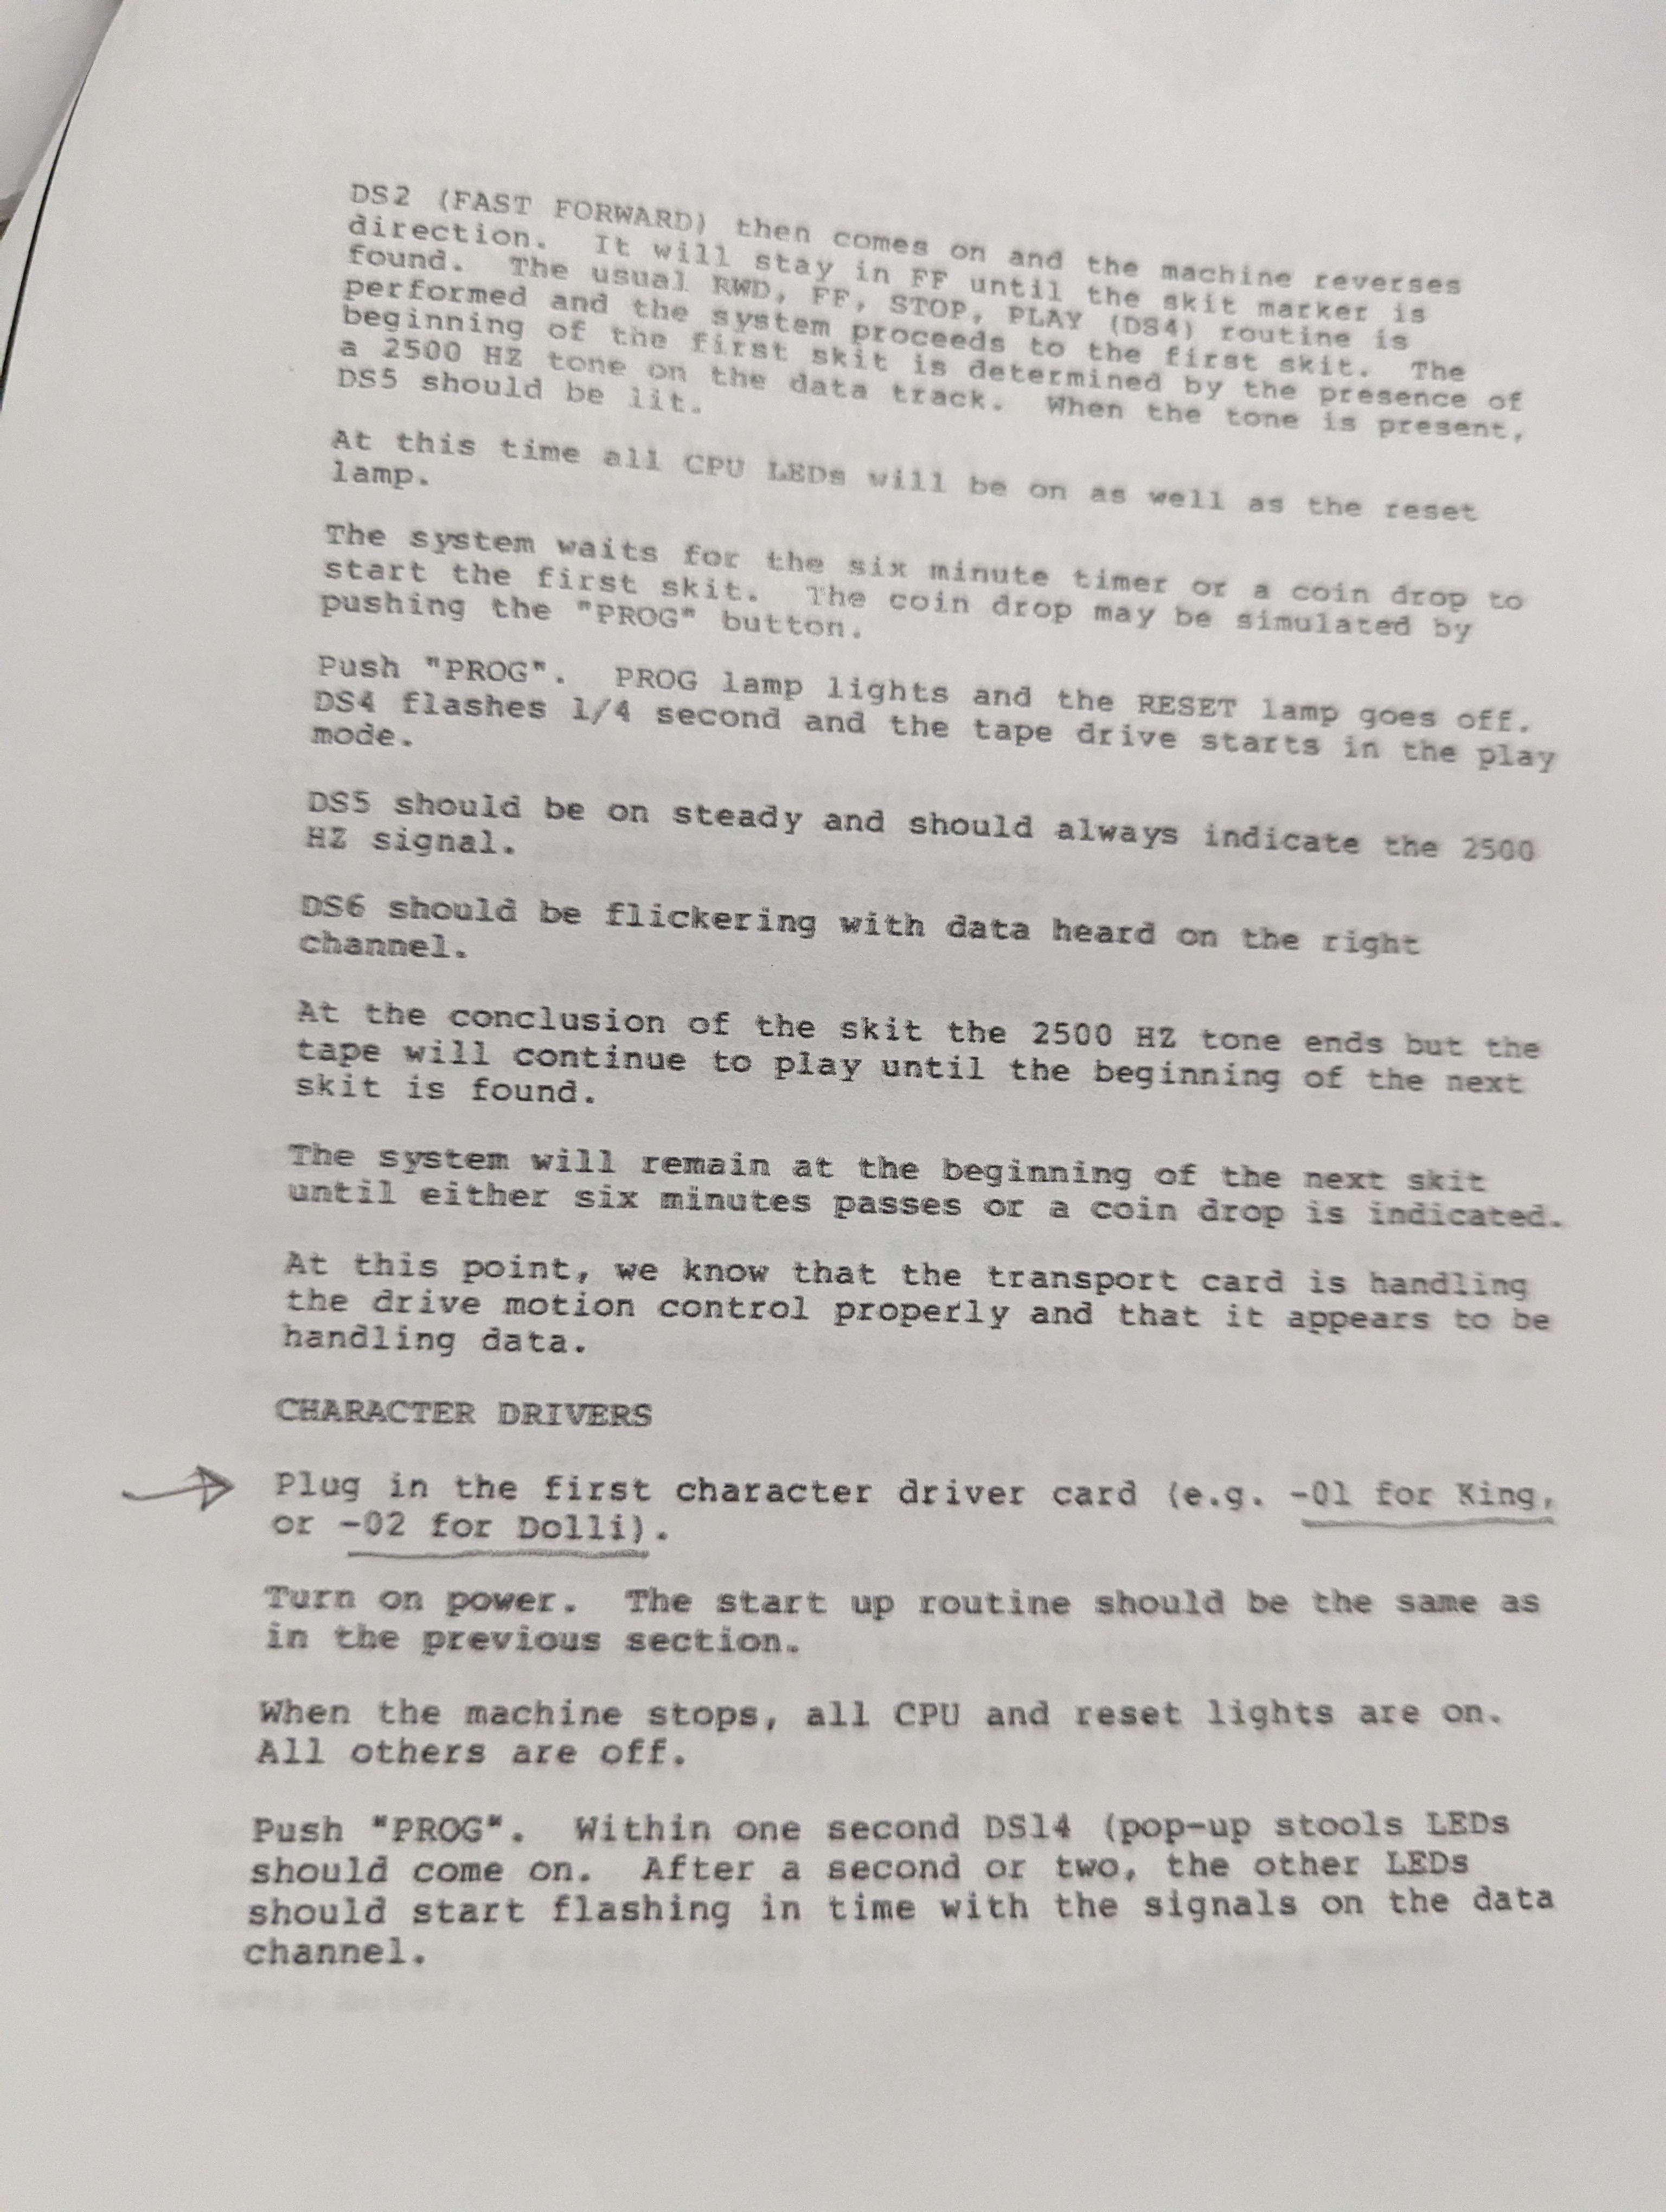 DS2 (FAST FORWARD) then comes on and the machine reverses
direction. It will stay in FF until the skit marker is
found. The usual RWD, FF, STOP, PLAY (DS4) routine is
performed and the system proceeds to the first skit. The
beginning of the first skit is determined by the presence of
a 2500 HZ tone on the data track. When the tone is present,
DS5 should be lit.
At this time all CPU LEDs will be on as well as the reset
lamp.
The system waits for the six minute timer or a coin drop to
start the first skit. The coin drop may be simulated by
pushing the "PROG" button.
Push "PROG". PROG lamp lights and the RESET lamp goes off.
DS4 flashes 1/4 second and the tape drive starts in the play
mode.
DS5 should be on steady and should always indicate the 2500
HZ signal.
DS6 should be flickering with data heard on the right
channel.
At the conclusion of the skit the 2500 HZ tone ends but the
tape will continue to play until the beginning of the next
skit is found.
The system will remain at the beginning of the next skit
until either six minutes passes or a coin drop is indicated.
At this point, we know that the transport card is handling
the drive motion control properly and that it appears to be
handling data.
CHARACTER DRIVERS
Plug in the first character driver card (e.g. -01 for King,
or -02 for Dolli).
Turn on power. The start up routine should be the same as
in the previous section.
When the machine stops, all CPU and reset lights are on.
All others are off.
Push "PROG". Within one second DS14 (pop-up stools LEDs
should come on. After a second or two, the other LEDs
should start flashing in time with the signals on the data
channel.